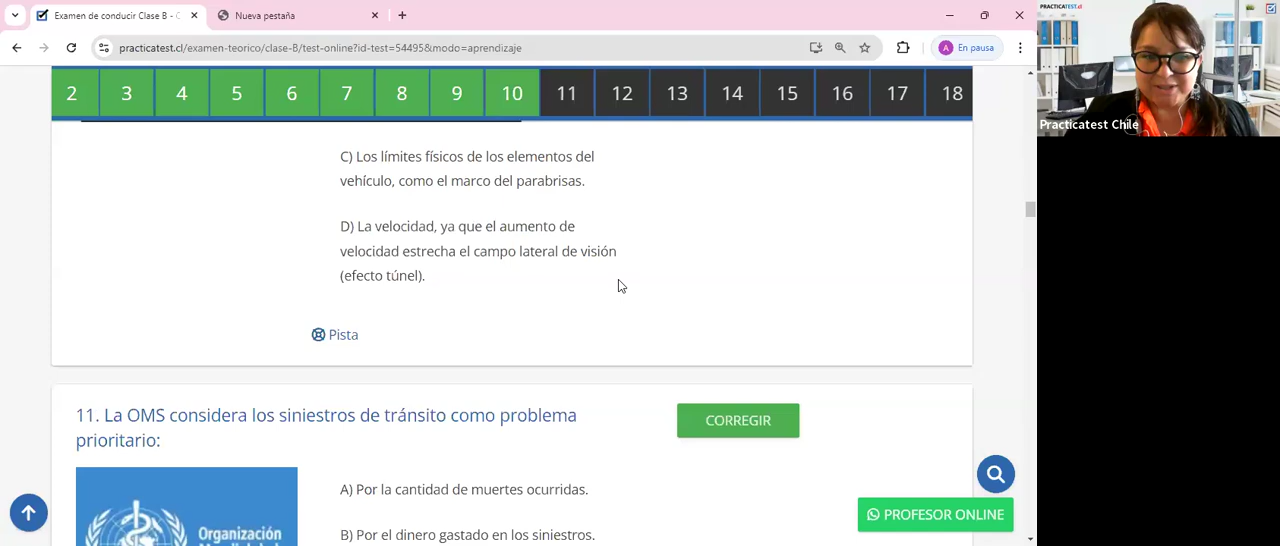 Examen de conducir Clase B - C
Nueva pestaña
practicatest.cl/examen-teorico/clase-B/test-online?id-test=54495&modo=aprendizaje
A En pausa
2 3 4 5 6 7 8 9 10 11 12 13 14 15 16 17 18
C) Los límites físicos de los elementos del
vehículo, como el marco del parabrisas.
D) La velocidad, ya que el aumento de
velocidad estrecha el campo lateral de visión
(efecto túnel).
Pista
11. La OMS considera los siniestros de tránsito como problema
prioritario:
CORREGIR
A) Por la cantidad de muertes ocurridas.
B) Por el dinero gastado en los siniestros.
Organización
PROFESOR ONLINE
PRACTICATEST.cl
Practicatest Chile